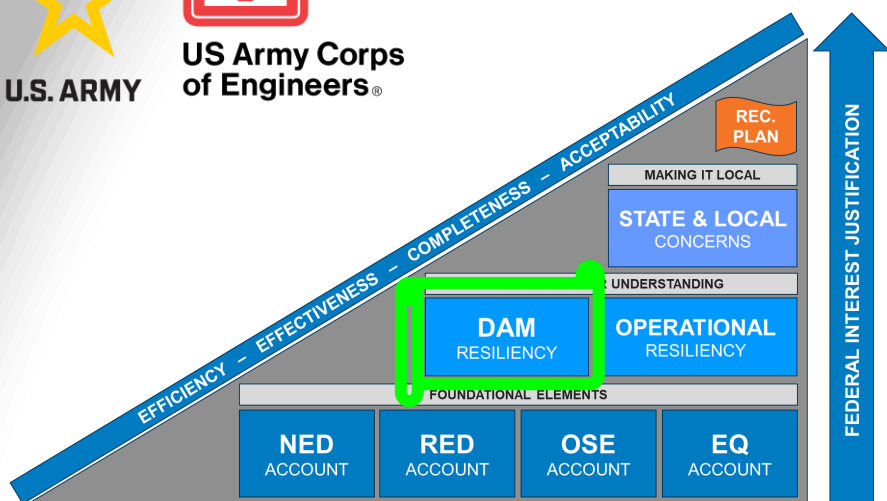 U.S. ARMY
US Army Corps
of Engineers®
EFFICIENCY – EFFECTIVENESS – COMPLETENESS – ACCEPTABILITY
REC.
PLAN
MAKING IT LOCAL
STATE & LOCAL
CONCERNS
UNDERSTANDING
DAM
RESILIENCY
OPERATIONAL
RESILIENCY
FOUNDATIONAL ELEMENTS
NED
ACCOUNT
RED
ACCOUNT
OSE
ACCOUNT
EQ
ACCOUNT
FEDERAL INTEREST JUSTIFICATION